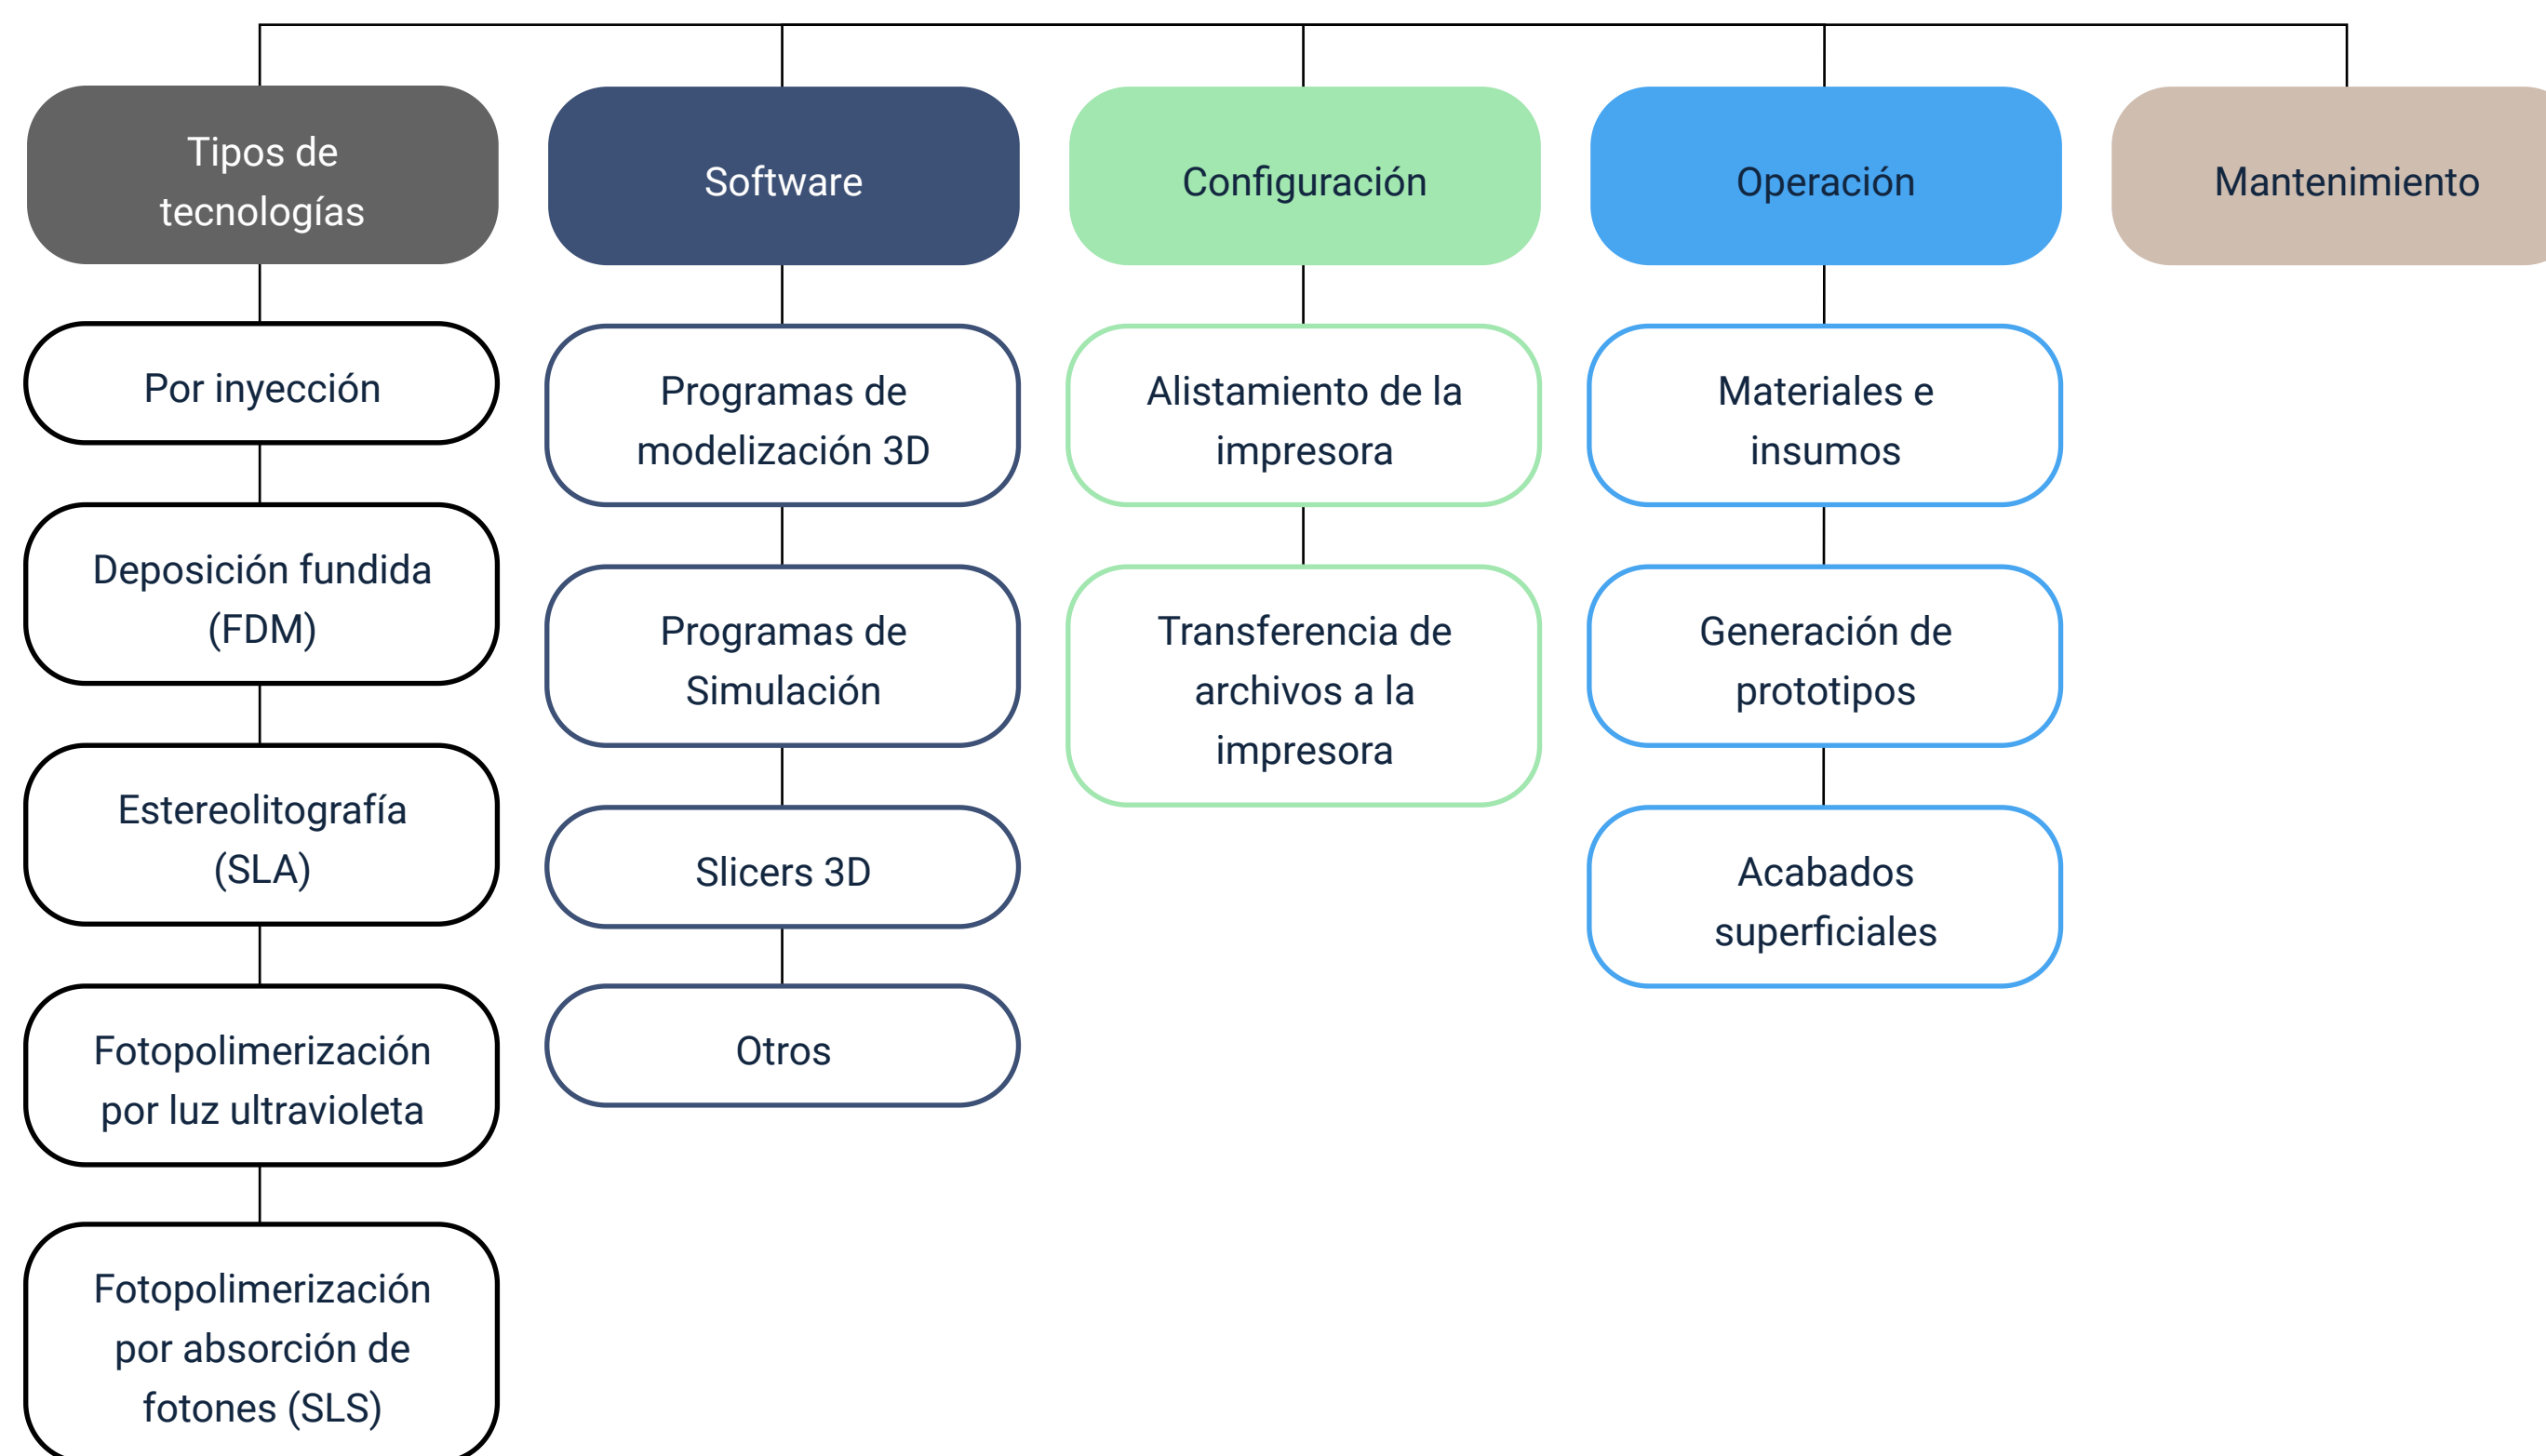 Tipos de
tecnologías
Software
Configuración
Operación
Mantenimiento
Por inyección
Deposición fundida
(FDM)
Estereolitografía
(SLA)
Fotopolimerización
por luz ultravioleta
Fotopolimerización
por absorción de
fotones (SLS)
Programas de
modelización 3D
Programas de
Simulación
Slicers 3D
Otros
Alistamiento de la
impresora
Transferencia de
archivos a la
impresora
Materiales e
insumos
Generación de
prototipos
Acabados
superficiales